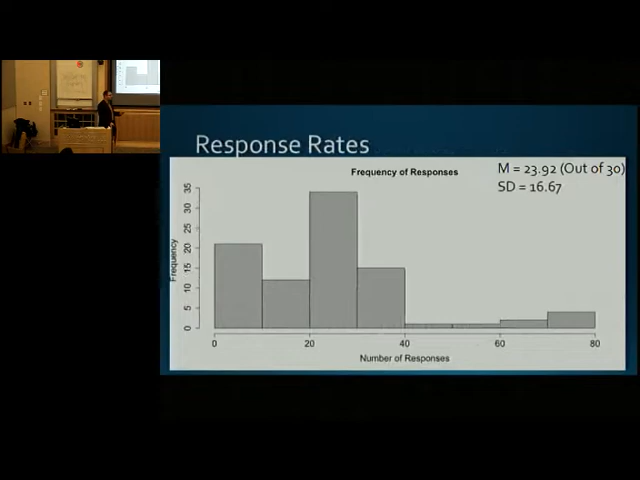 Response Rates
Frequency of Responses
M = 23.92 (Out of 30)
SD = 16.67
Frequency
35
30
25
20
15
10
5
0
0 20 40 60 80
Number of Responses